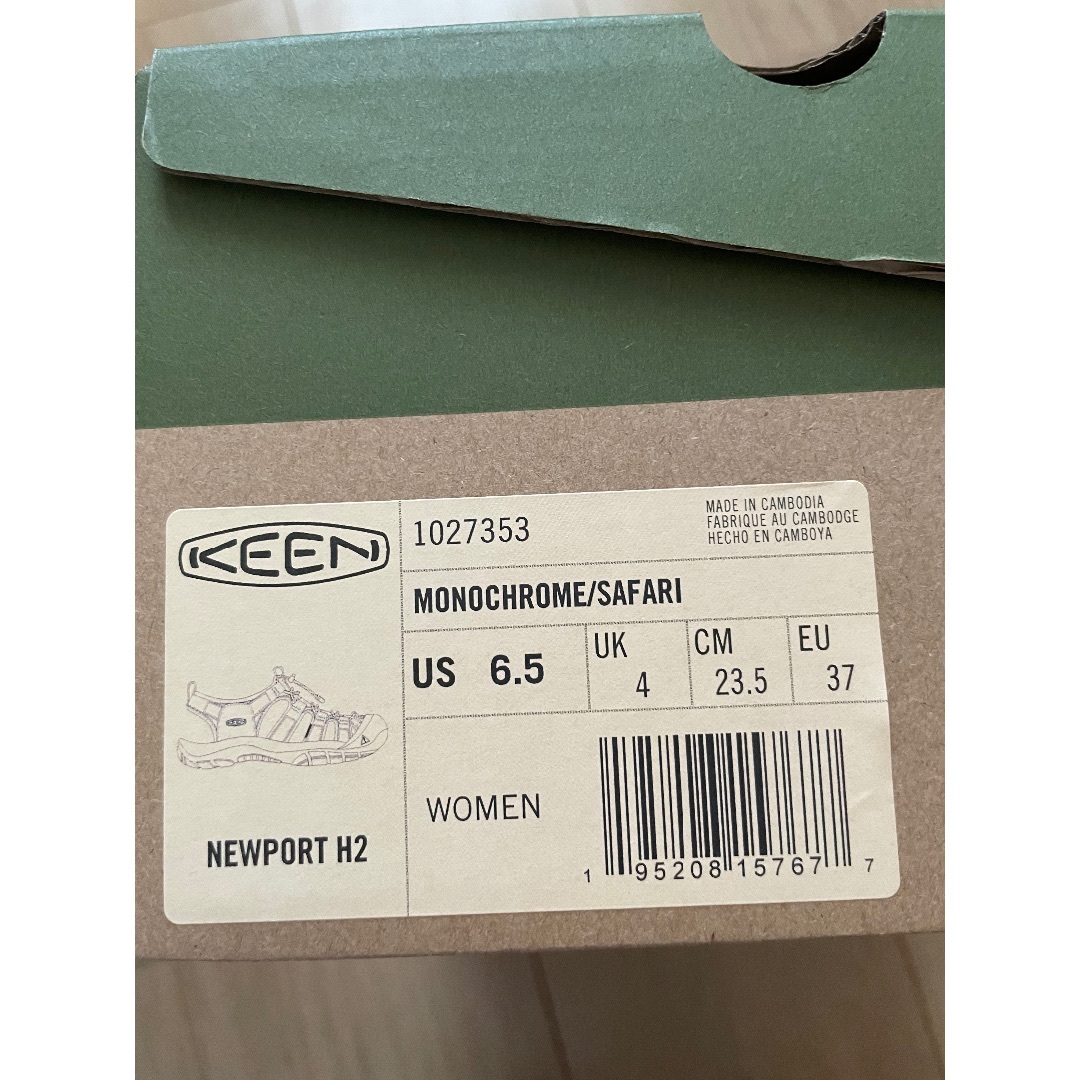 KEEN
1027353
MADE IN CAMBODIA
FABRIQUE AU CAMBODGE
HECHO EN CAMBOYA
MONOCHROME/SAFARI
US 6.5
UK 4
CM 23.5
EU 37
KEEN
NEWPORT H2
WOMEN
1 95208 15767 7